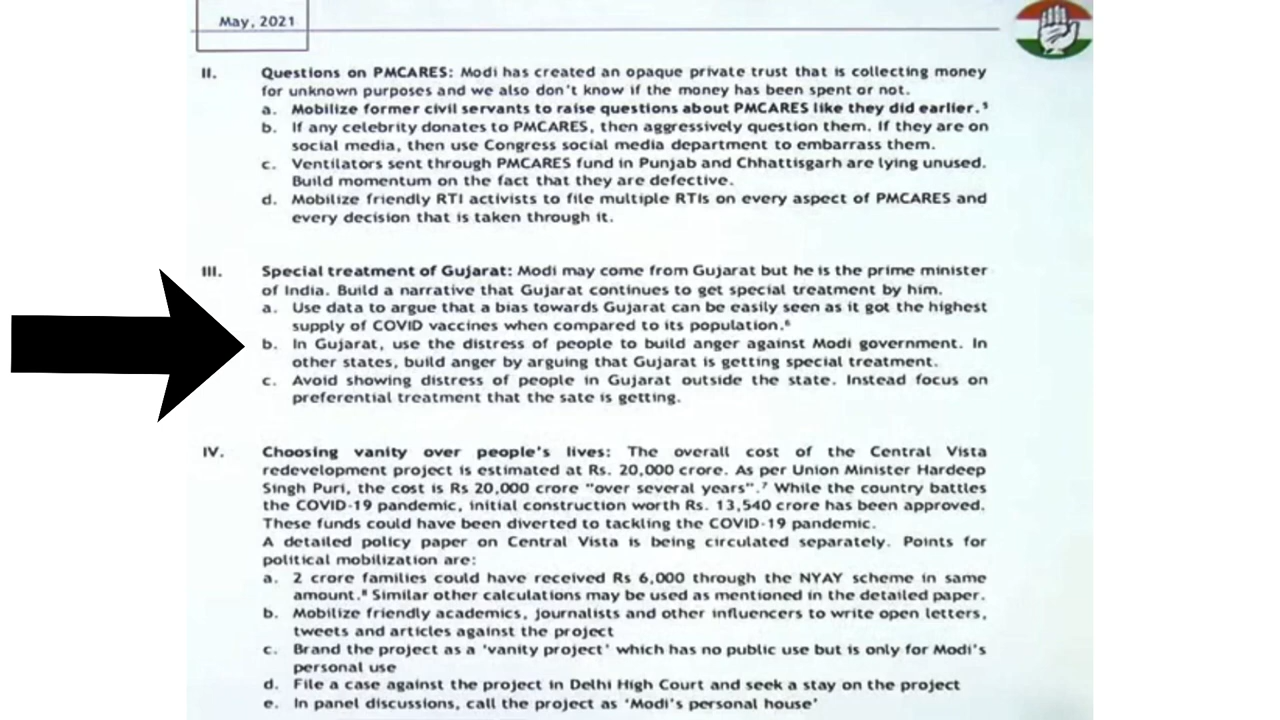 May, 2021
II. Questions on PMCARES: Modi has created an opaque private trust that is collecting money
for unknown purposes and we also don't know if the money has been spent or not.
a. Mobilize former civil servants to raise questions about PMCARES like they did earlier.⁵
b. If any celebrity donates to PMCARES, then aggressively question them. If they are on
social media, then use Congress social media department to embarrass them.
c. Ventilators sent through PMCARES fund in Punjab and Chhattisgarh are lying unused.
Build momentum on the fact that they are defective.
d. Mobilize friendly RTI activists to file multiple RTIs on every aspect of PMCARES and
every decision that is taken through it.
III. Special treatment of Gujarat: Modi may come from Gujarat but he is the prime minister
of India. Build a narrative that Gujarat continues to get special treatment by him.
a. Use data to argue that a bias towards Gujarat can be easily seen as it got the highest
supply of COVID vaccines when compared to its population.⁶
b. In Gujarat, use the distress of people to build anger against Modi government. In
other states, build anger by arguing that Gujarat is getting special treatment.
c. Avoid showing distress of people in Gujarat outside the state. Instead focus on
preferential treatment that the sate is getting.
IV. Choosing vanity over people's lives: The overall cost of the Central Vista
redevelopment project is estimated at Rs. 20,000 crore. As per Union Minister Hardeep
Singh Puri, the cost is Rs 20,000 crore "over several years".⁷ While the country battles
the COVID-19 pandemic, initial construction worth Rs. 13,540 crore has been approved.
These funds could have been diverted to tackling the COVID-19 pandemic.
A detailed policy paper on Central Vista is being circulated separately. Points for
political mobilization are:
a. 2 crore families could have received Rs 6,000 through the NYAY scheme in same
amount.⁸ Similar other calculations may be used as mentioned in the detailed paper.
b. Mobilize friendly academics, journalists and other influencers to write open letters,
tweets and articles against the project
c. Brand the project as a 'vanity project' which has no public use but is only for Modi's
personal use
d. File a case against the project in Delhi High Court and seek a stay on the project
e. In panel discussions, call the project as 'Modi's personal house'